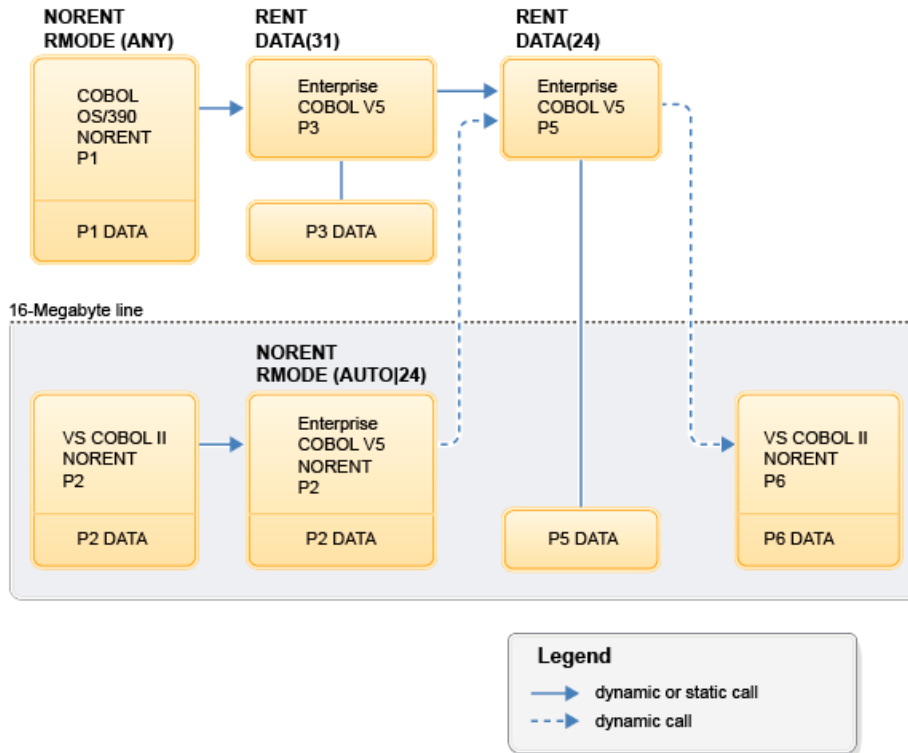 NORENT
RMODE (ANY)
RENT
DATA(31)
RENT
DATA(24)
COBOL
OS/390
NORENT
P1
P1 DATA
Enterprise
COBOL V5
P3
P3 DATA
Enterprise
COBOL V5
P5
16-Megabyte line
NORENT
RMODE (AUTO|24)
VS COBOL II
NORENT
P2
P2 DATA
Enterprise
COBOL V5
NORENT
P2
P2 DATA
P5 DATA
VS COBOL II
NORENT
P6
P6 DATA
Legend
dynamic or static call
dynamic call